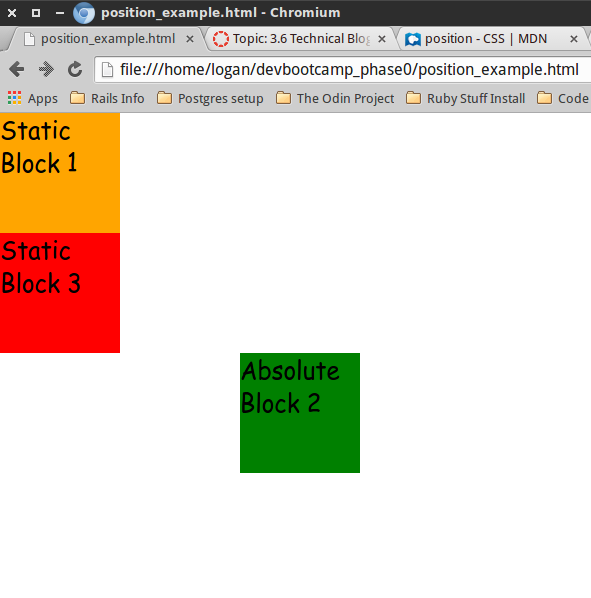 position_example.html - Chromium
position_example.html
Topic: 3.6 Technical Blog
position - CSS | MDN
file:///home/logan/devbootcamp_phase0/position_example.html
Apps
Rails Info
Postgres setup
The Odin Project
Ruby Stuff Install
Code
Static
Block 1
Static
Block 3
Absolute
Block 2